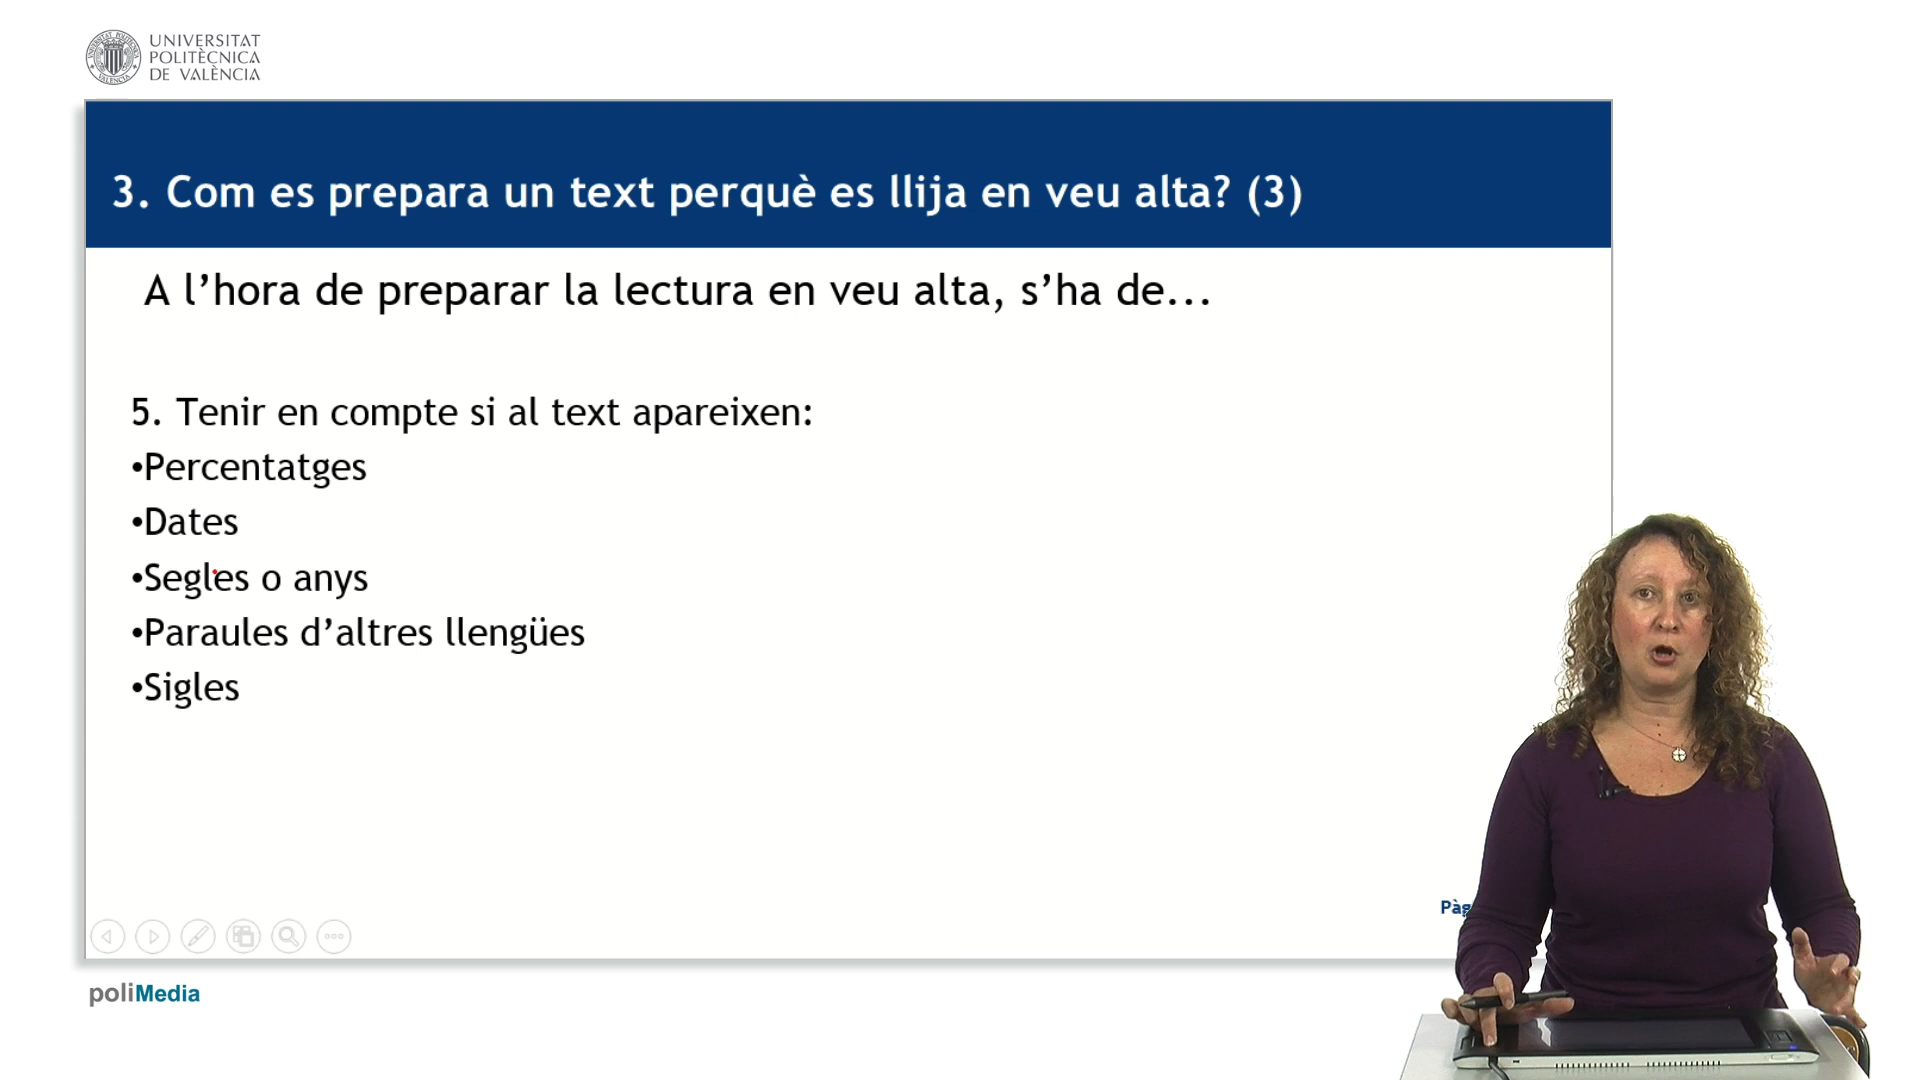 UNIVERSITAT
POLITÈCNICA
DE VALÈNCIA
3. Com es prepara un text perquè es llija en veu alta? (3)
A l’hora de preparar la lectura en veu alta, s’ha de...
5. Tenir en compte si al text apareixen:
•Percentatges
•Dates
•Segles o anys
•Paraules d’altres llengües
•Sigles
poliMedia